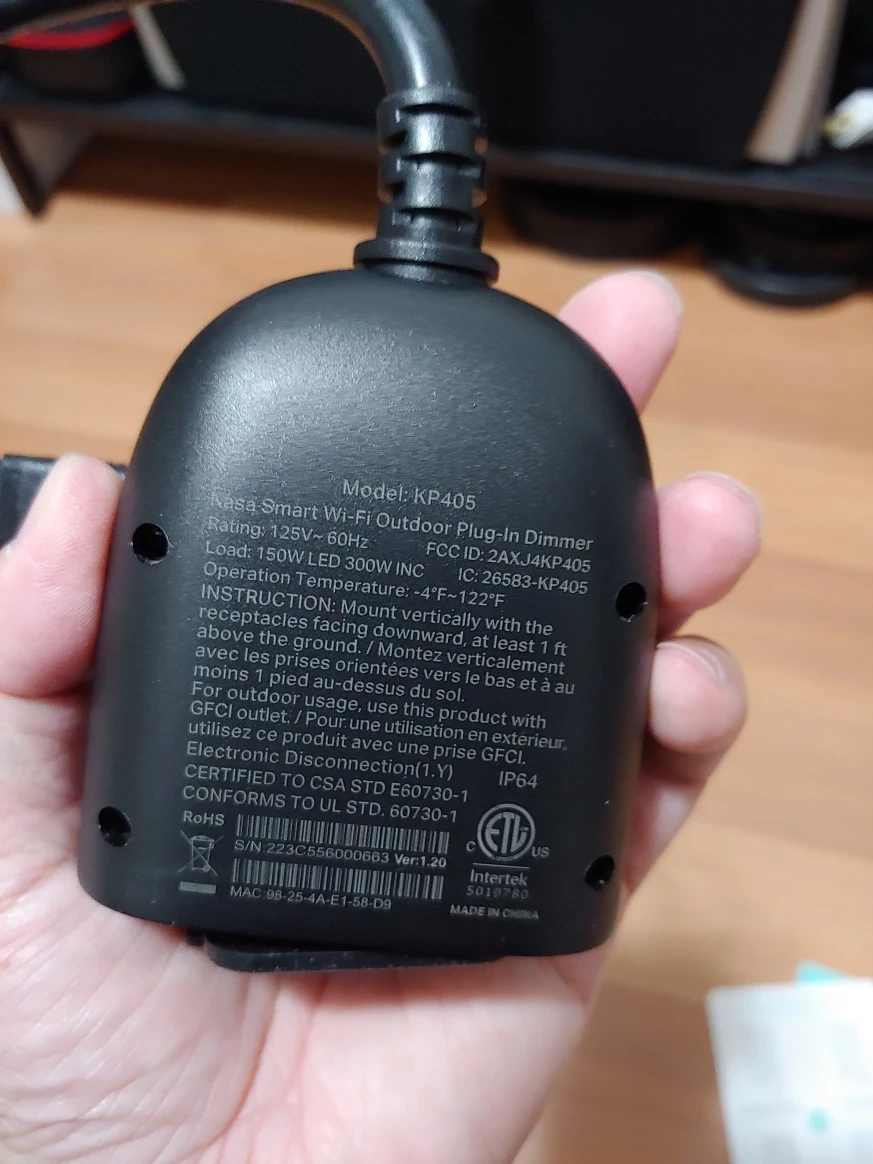 Model: KP405
Kasa Smart Wi-Fi Outdoor Plug-In Dimmer
Rating: 125V~ 60Hz FCC ID: 2AXJ4KP405
Load: 150W LED 300W INC IC: 26583-KP405
Operation Temperature: -4°F~122°F
INSTRUCTION: Mount vertically with the
receptacles facing downward, at least 1 ft
above the ground. / Montez verticalement
avec les prises orientées vers le bas et à au
moins 1 pied au-dessus du sol.
For outdoor usage, use this product with
GFCI outlet. / Pour une utilisation en extérieur,
utilisez ce produit avec une prise GFCI.
Electronic Disconnection(1.Y) IP64
CERTIFIED TO CSA STD E60730-1
CONFORMS TO UL STD. 60730-1
RoHS
S/N:223C556000663 Ver:1.20
MAC:98-25-4A-E1-58-D9
C ETL US
Intertek
5010780
MADE IN CHINA